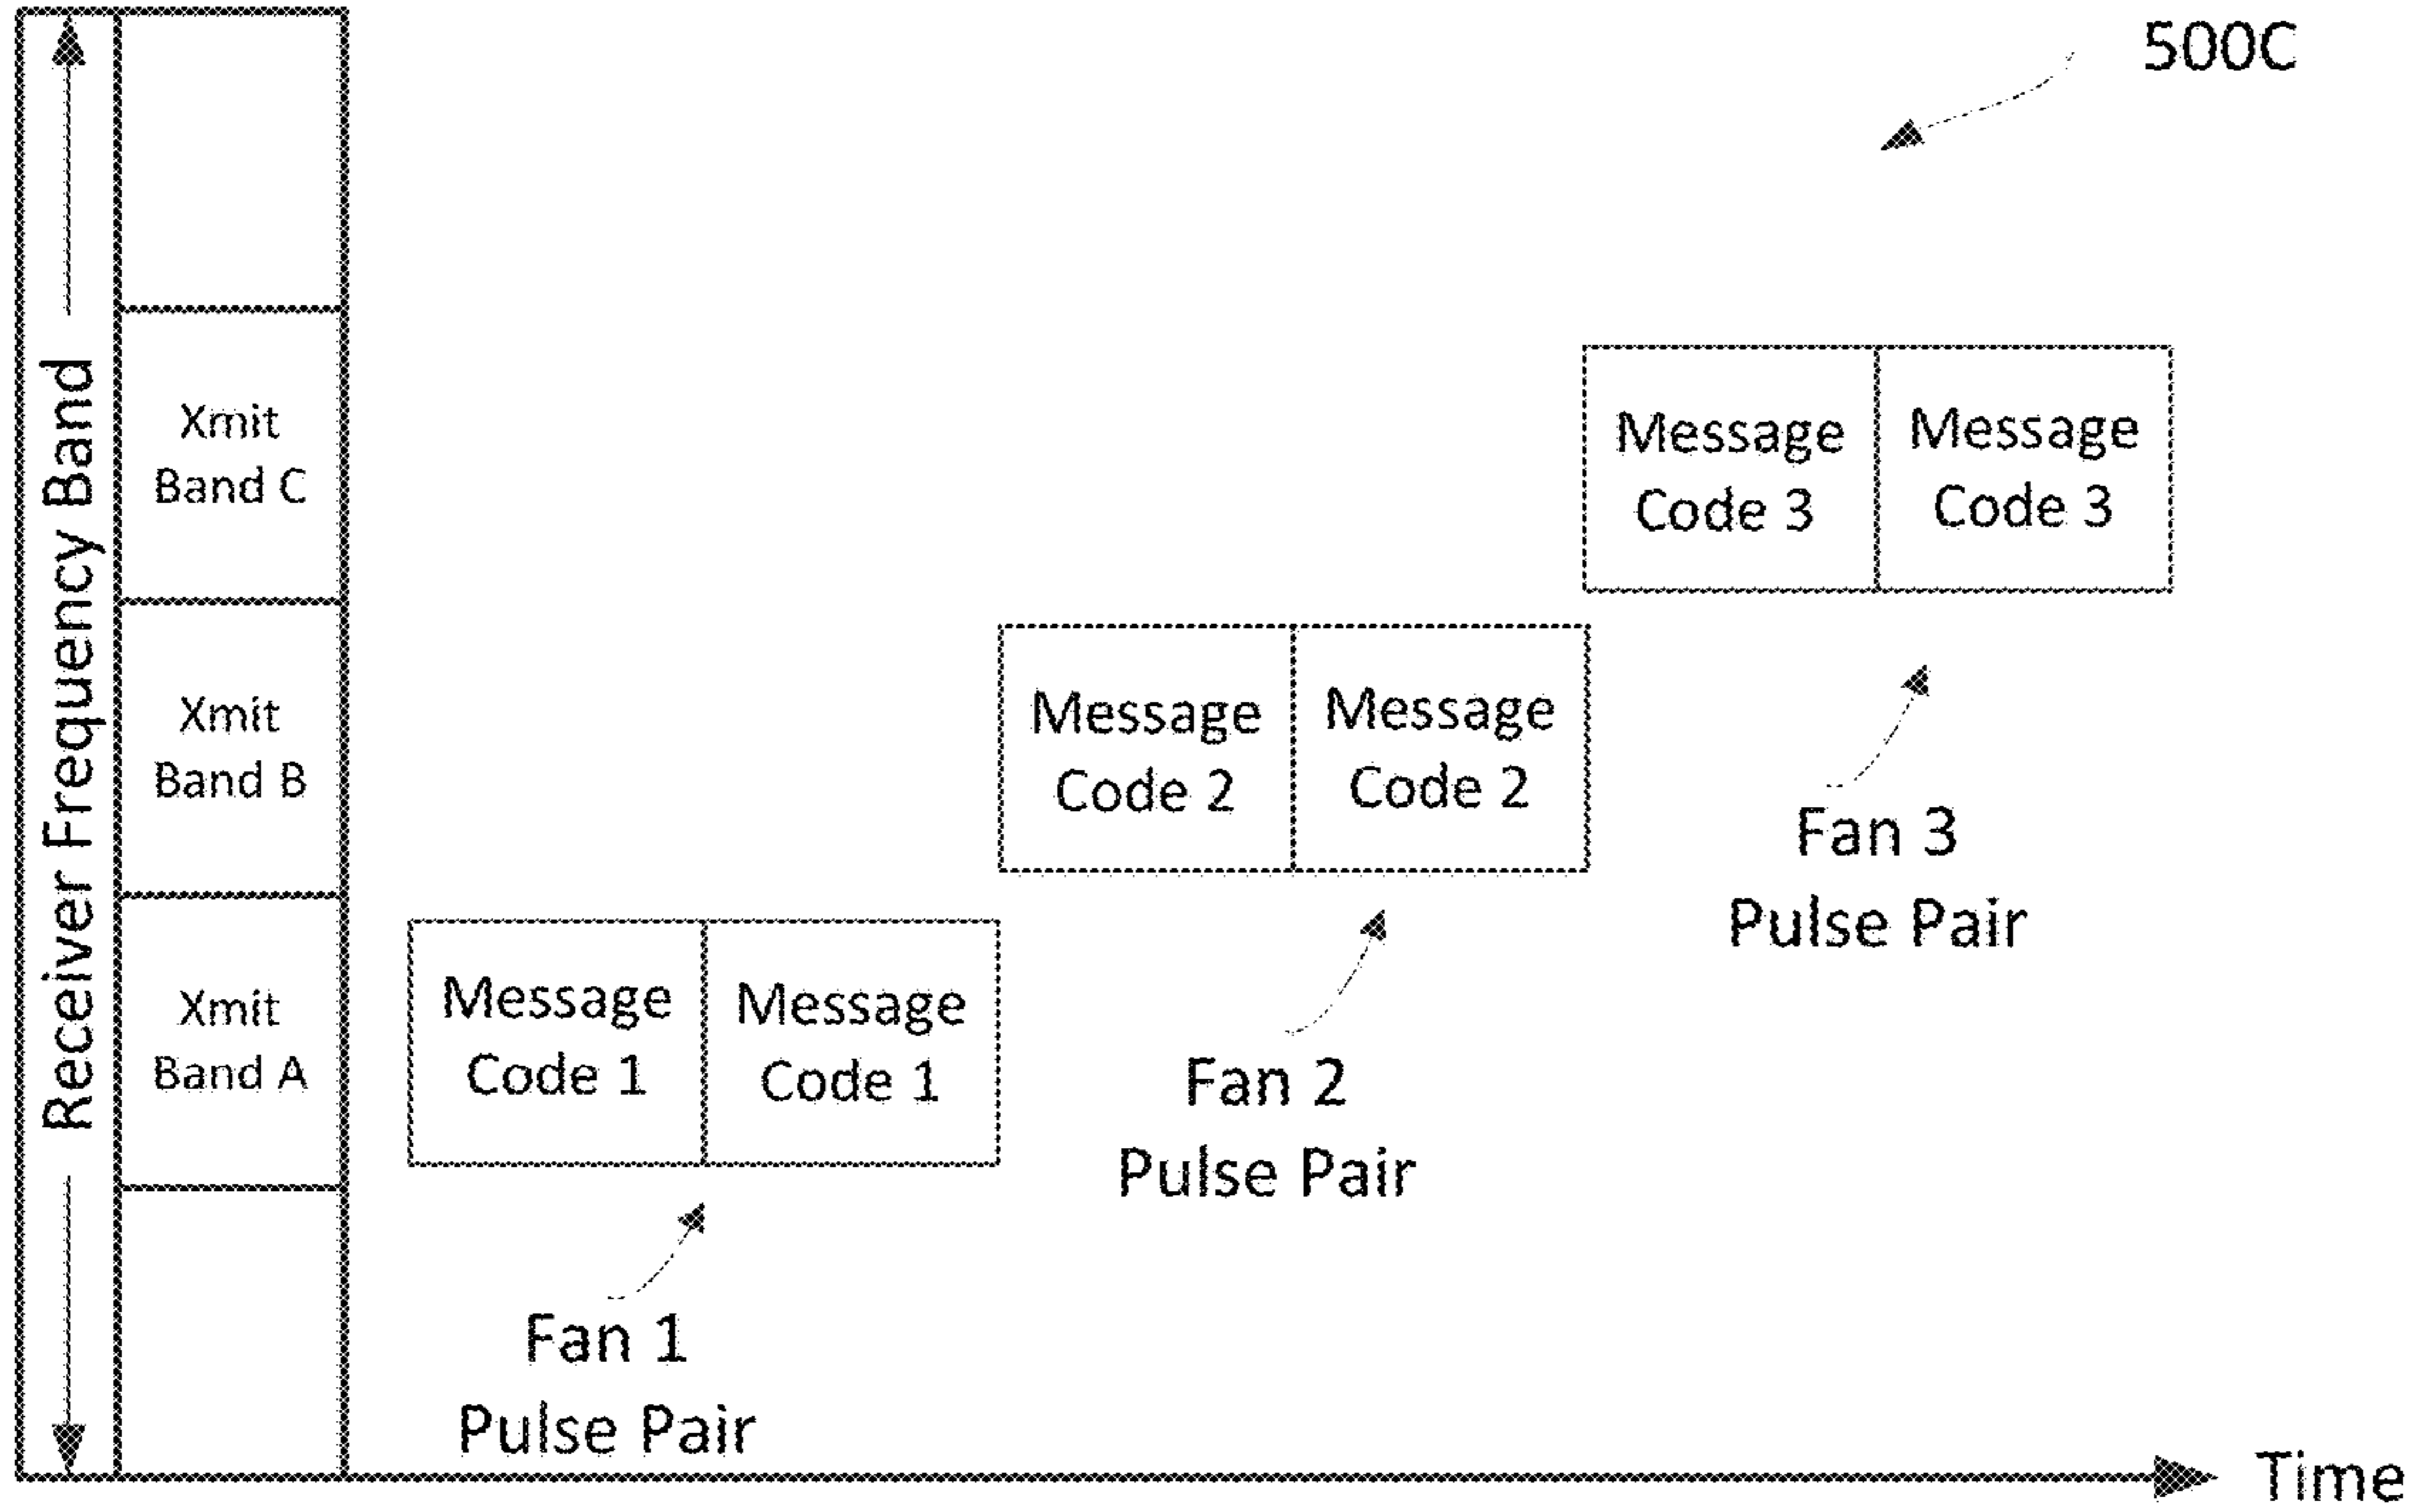 500C
Receiver Frequency Band
Xmit
Band C
Xmit
Band B
Xmit
Band A
Message
Code 3
Message
Code 3
Message
Code 2
Message
Code 2
Message
Code 1
Message
Code 1
Fan 3
Pulse Pair
Fan 2
Pulse Pair
Fan 1
Pulse Pair
Time